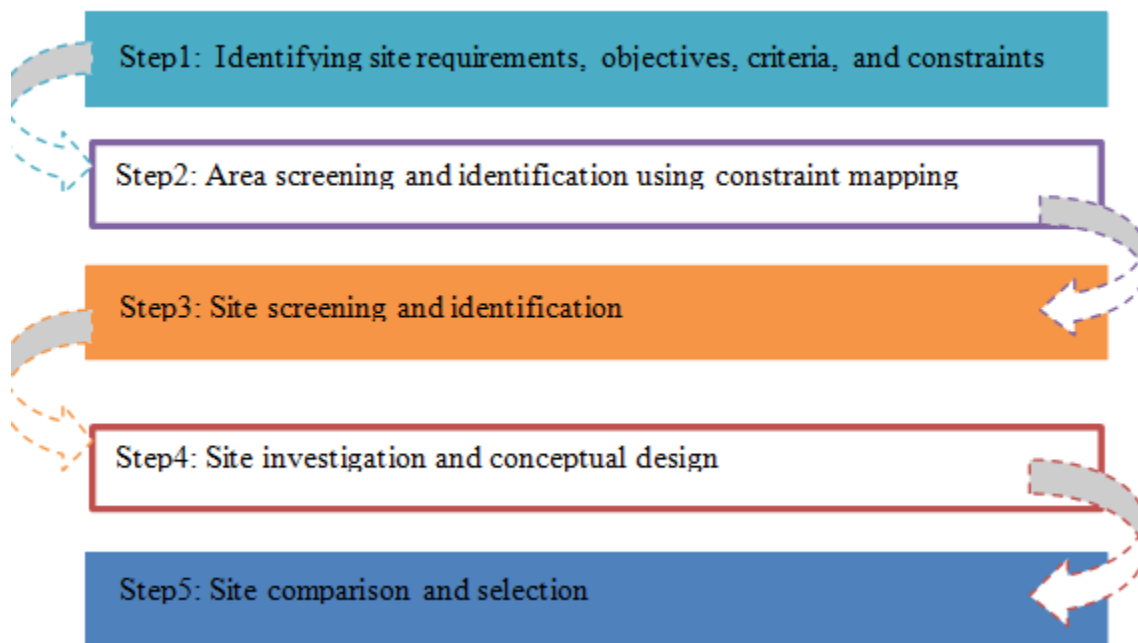 Step1: Identifying site requirements, objectives, criteria, and constraints
Step2: Area screening and identification using constraint mapping
Step3: Site screening and identification
Step4: Site investigation and conceptual design
Step5: Site comparison and selection